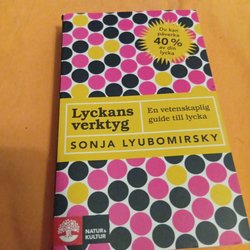 Du kan
påverka
40 %
av din
lycka
Lyckans
verktyg
En vetenskaplig
guide till lycka
SONJA LYUBOMIRSKY
NATUR &
KULTUR